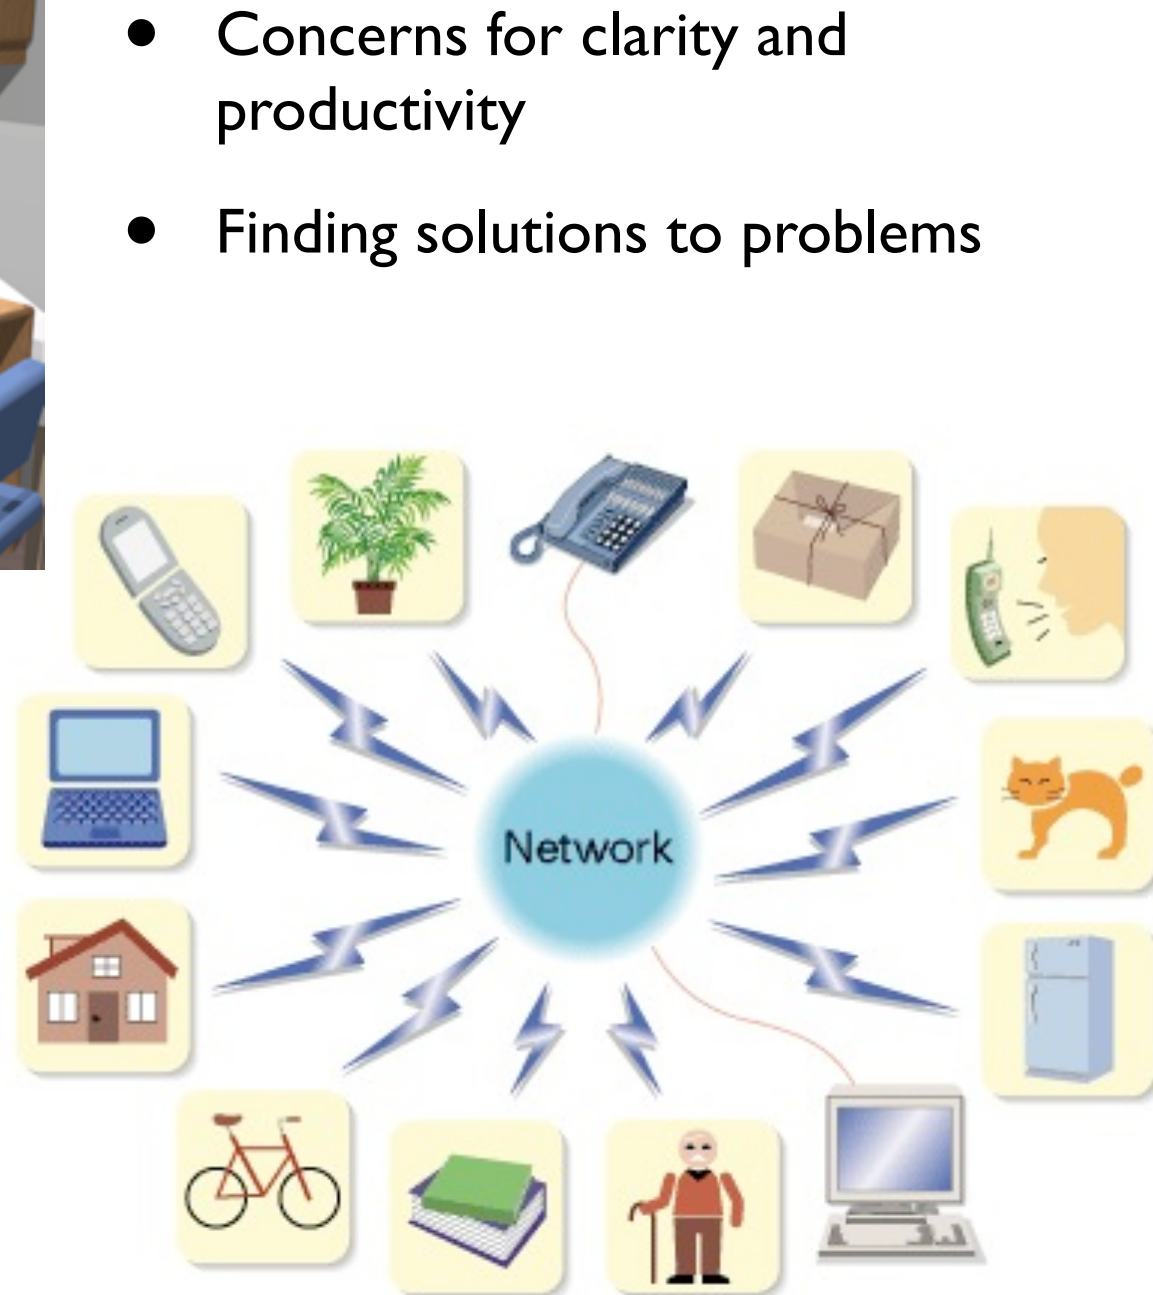 • Concerns for clarity and
productivity
• Finding solutions to problems
Network